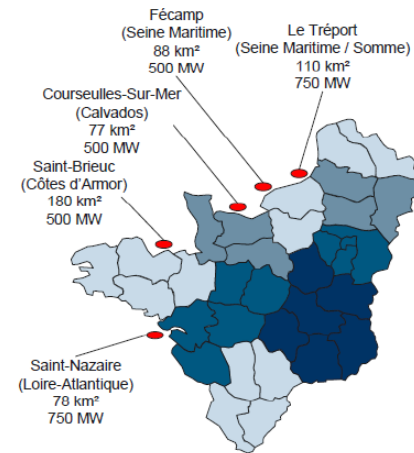 Fécamp
(Seine Maritime)
88 km²
500 MW
Le Tréport
(Seine Maritime / Somme)
110 km²
750 MW
Courseulles-Sur-Mer
(Calvados)
77 km²
500 MW
Saint-Brieuc
(Côtes d'Armor)
180 km²
500 MW
Saint-Nazaire
(Loire-Atlantique)
78 km²
750 MW